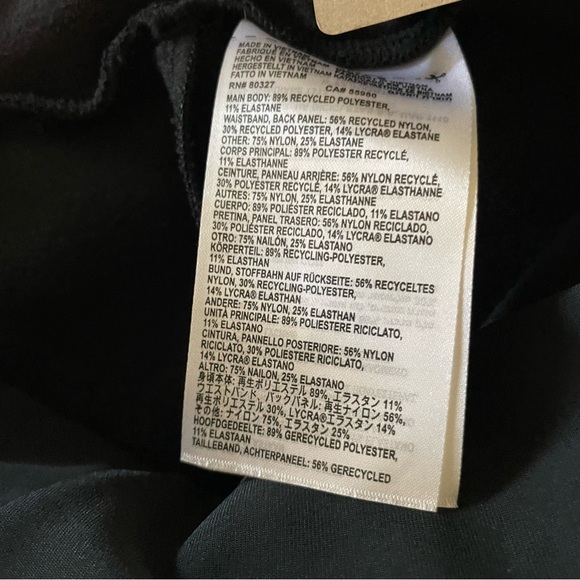 MADE IN VIETNAM
FABRIQUÉ EN VIETNAM
HECHO EN VIETNAM
HERGESTELLT IN VIETNAM
FATTO IN VIETNAM
RN# 80327 CA#
MAIN BODY: 89% RECYCLED POLYESTER,
11% ELASTANE
WAISTBAND, BACK PANEL: 56% RECYCLED NYLON,
30% RECYCLED POLYESTER, 14% LYCRA® ELASTANE
OTHER: 75% NYLON, 25% ELASTANE
CORPS PRINCIPAL: 89% POLYESTER RECYCLÉ,
11% ELASTHANNE
CEINTURE, PANNEAU ARRIÈRE: 56% NYLON RECYCLÉ,
30% POLYESTER RECYCLÉ, 14% LYCRA® ELASTHANNE
AUTRES: 75% NYLON, 25% ELASTHANNE
CUERPO: 89% POLIÉSTER RECICLADO, 11% ELASTANO
PRETINA, PANEL TRASERO: 56% NYLON RECICLADO,
30% POLIÉSTER RECICLADO, 14% LYCRA® ELASTANO
OTRO: 75% NAILÓN, 25% ELASTANO
KÖRPERTEIL: 89% RECYCLING-POLYESTER,
11% ELASTHAN
BUND, STOFFBAHN AUF RÜCKSEITE: 56% RECYCELTES
NYLON, 30% RECYCLING-POLYESTER,
14% LYCRA® ELASTHAN
ANDERE: 75% NYLON, 25% ELASTHAN
UNITÀ PRINCIPALE: 89% POLIESTERE RICICLATO,
11% ELASTANO
CINTURA, PANNELLO POSTERIORE: 56% NYLON
RICICLATO, 30% POLIESTERE RICICLATO,
14% LYCRA® ELASTANO
ALTRO: 75% NAILON, 25% ELASTANO
身頃本体: 再生ポリエステル 89%, エラスタン 11%
ウエストバンド, バックパネル: 再生ナイロン 56%,
再生ポリエステル 30%, LYCRA®エラスタン 14%
その他: ナイロン 75%, エラスタン 25%
HOOFDGEDEELTE: 89% GERECYCLED POLYESTER,
11% ELASTAAN
TAILLEBAND, ACHTERPANEEL: 56% GERECYCLED